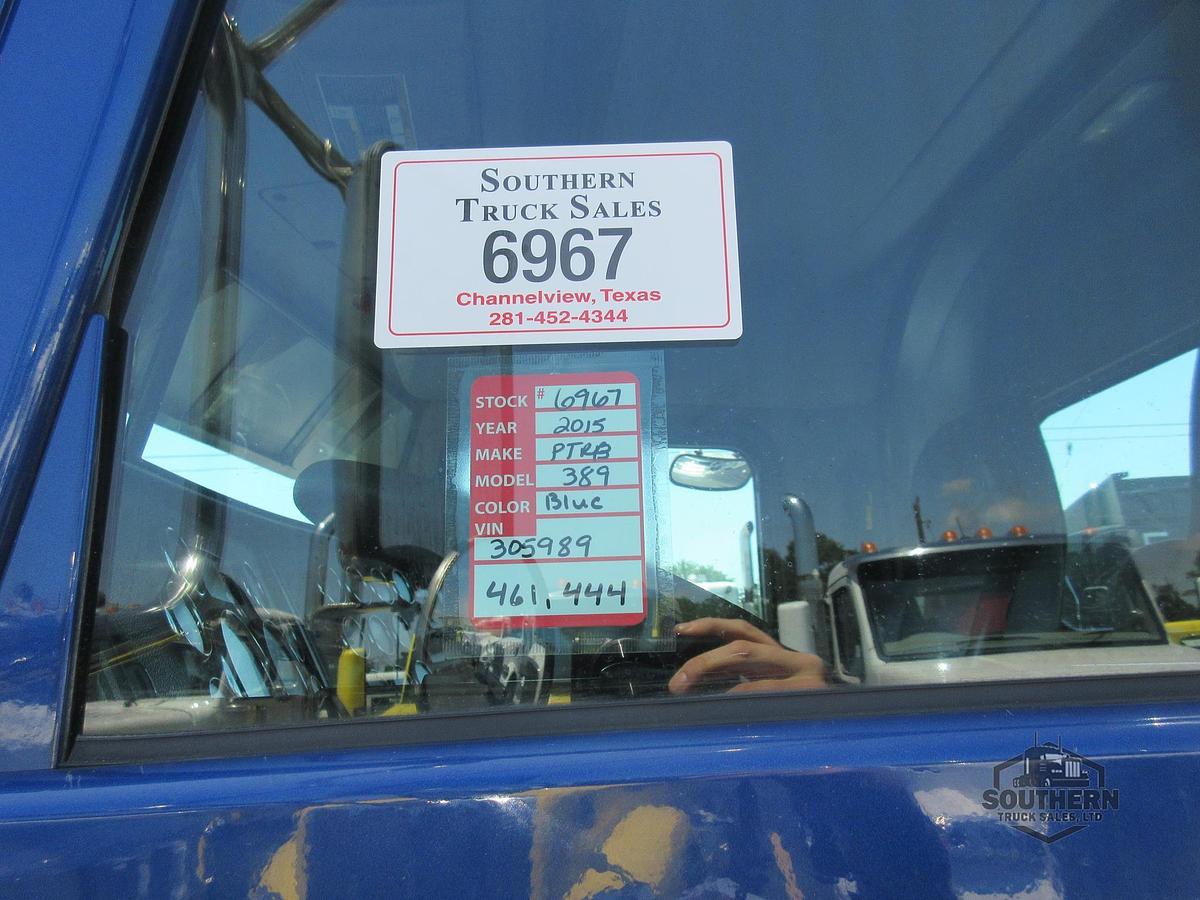 Southern
Truck Sales
6967
Channelview, Texas
281-452-4344
STOCK # 6967
YEAR 2015
MAKE PTRB
MODEL 389
COLOR Blue
VIN
305989
461,444
SOUTHERN
TRUCK SALES, LTD